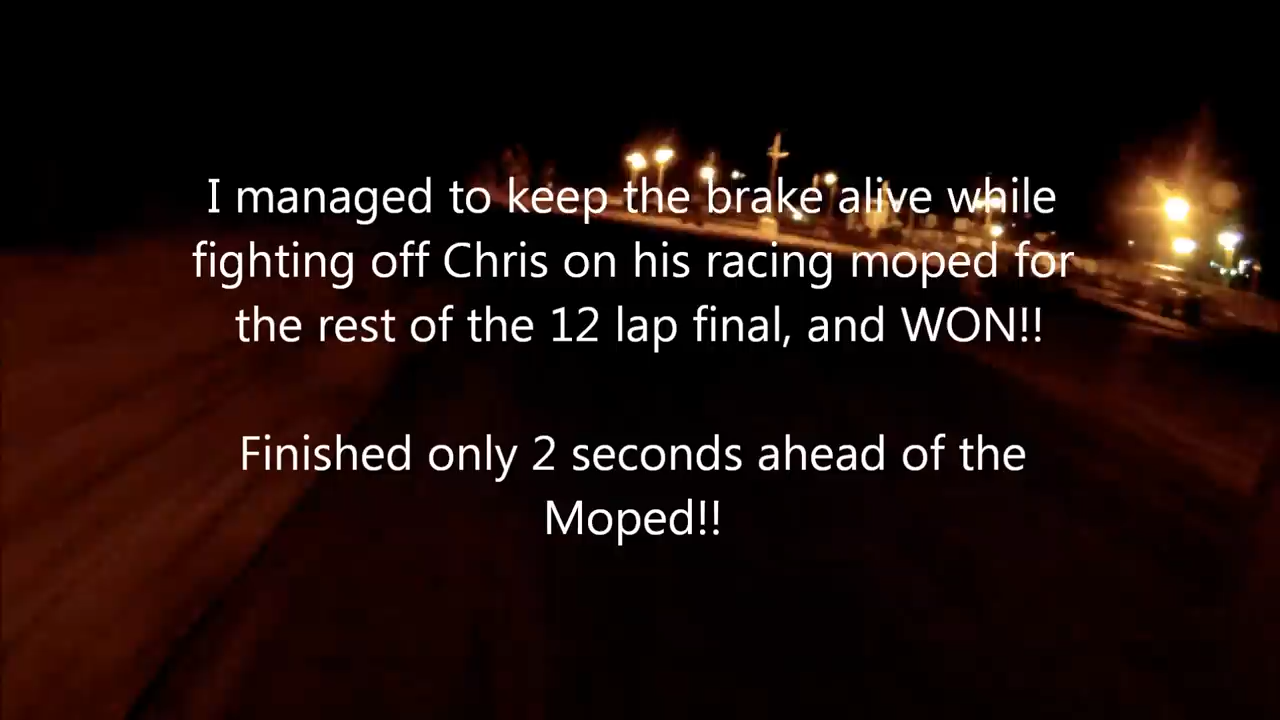 I managed to keep the brake alive while
fighting off Chris on his racing moped for
the rest of the 12 lap final, and WON!!
Finished only 2 seconds ahead of the
Moped!!